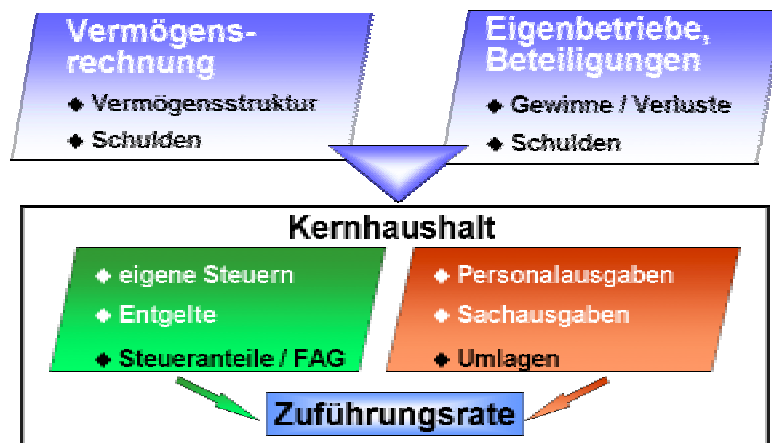 Vermögens-
rechnung
◆ Vermögensstruktur
◆ Schulden
Eigenbetriebe,
Beteiligungen
◆ Gewinne / Verluste
◆ Schulden
Kernhaushalt
◆ eigene Steuern
◆ Entgelte
◆ Steueranteile / FAG
◆ Personalausgaben
◆ Sachausgaben
◆ Umlagen
Zuführungsrate